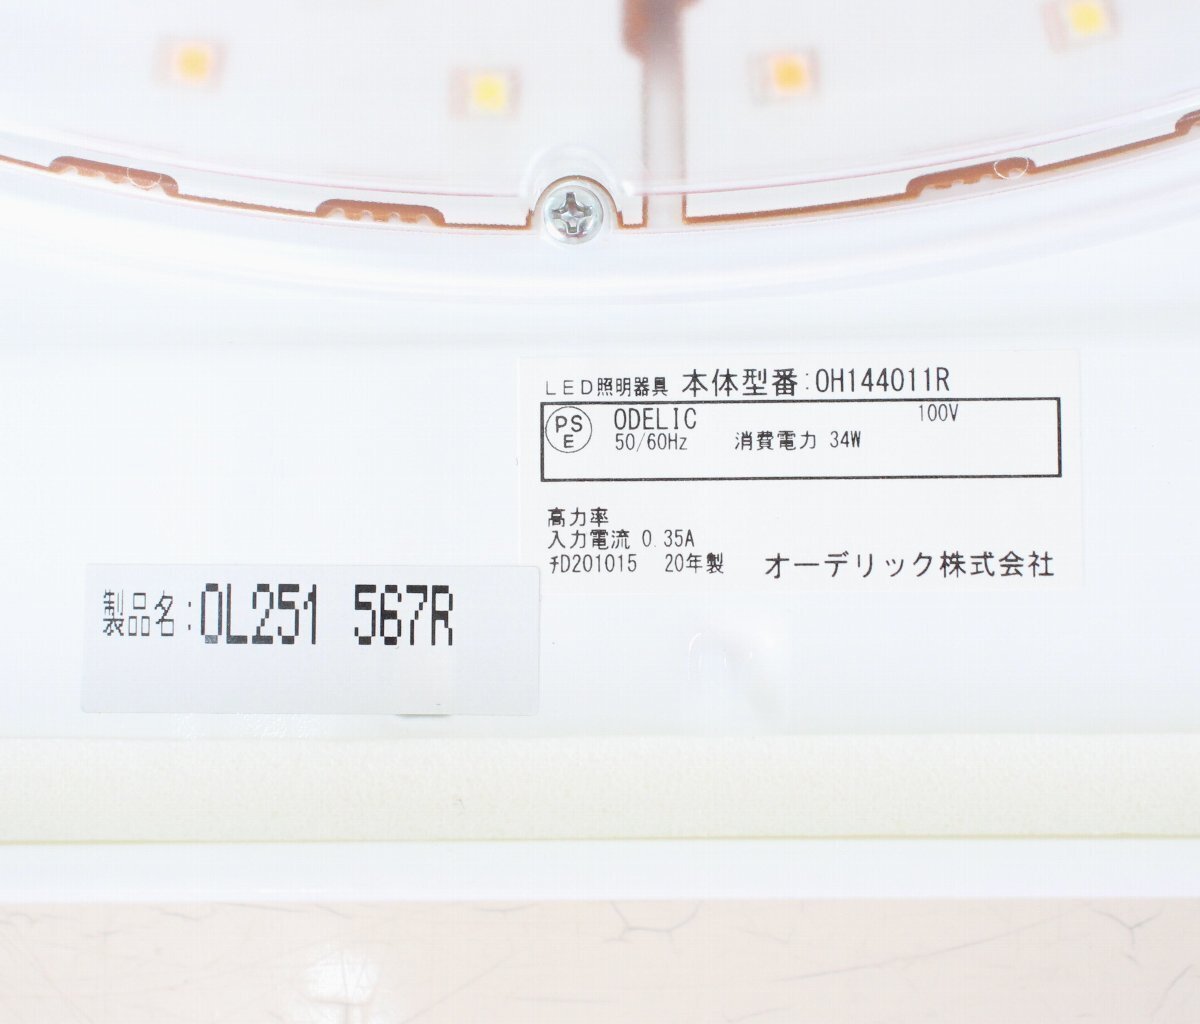 LED照明器具 本体型番:OH144011R
PS
E
ODELIC 100V
50/60Hz 消費電力 34W
高力率
入力電流 0.35A
ﾁD201015 20年製 オーデリック株式会社
製品名:OL251 567R